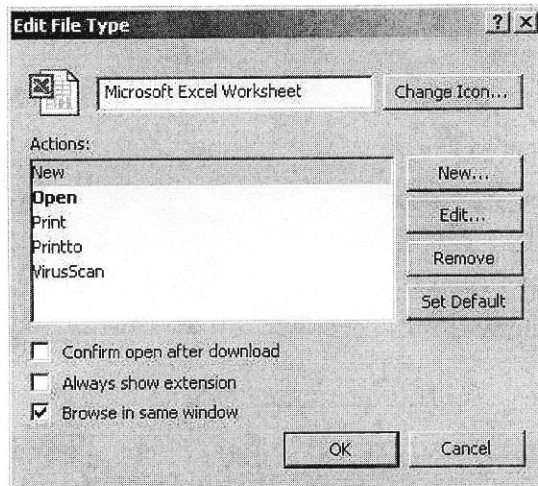 Edit File Type
Microsoft Excel Worksheet
Change Icon...
Actions:
New
Open
Print
Printto
VirusScan
New...
Edit...
Remove
Set Default
Confirm open after download
Always show extension
Browse in same window
OK
Cancel